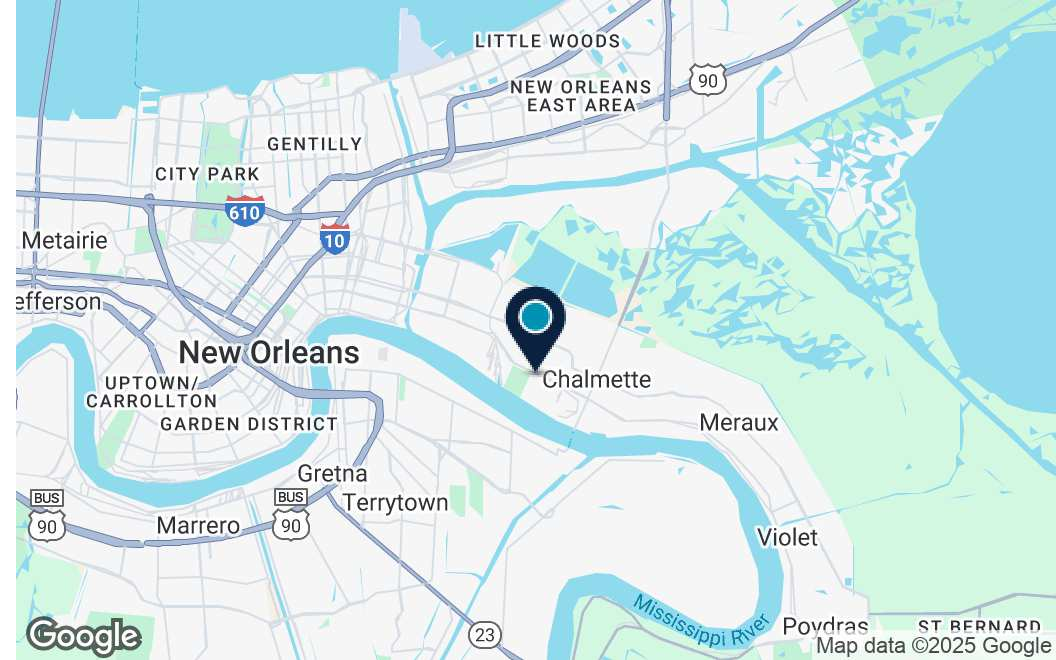 LITTLE WOODS
90
NEW ORLEANS
EAST AREA
GENTILLY
CITY PARK
610
10
Metairie
efferson
New Orleans
Chalmette
UPTOWN/
CARROLLTON
GARDEN DISTRICT
Meraux
Gretna
Terrytown
BUS
90
BUS
90
Marrero
Violet
Mississippi River
23
Poydras
ST BERNARD
Google
Map data ©2025 Google